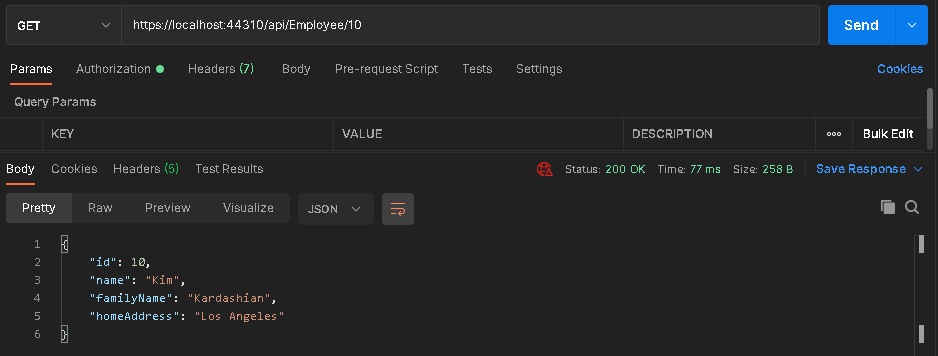 GET https://localhost:44310/api/Employee/10 Send
Params Authorization Headers (7) Body Pre-request Script Tests Settings Cookies
Query Params
KEY VALUE DESCRIPTION ooo Bulk Edit
Body Cookies Headers (5) Test Results Status: 200 OK Time: 77 ms Size: 258 B Save Response
Pretty Raw Preview Visualize JSON
1 {
2 "id": 10,
3 "name": "Kim",
4 "familyName": "Kardashian",
5 "homeAddress": "Los Angeles"
6 }